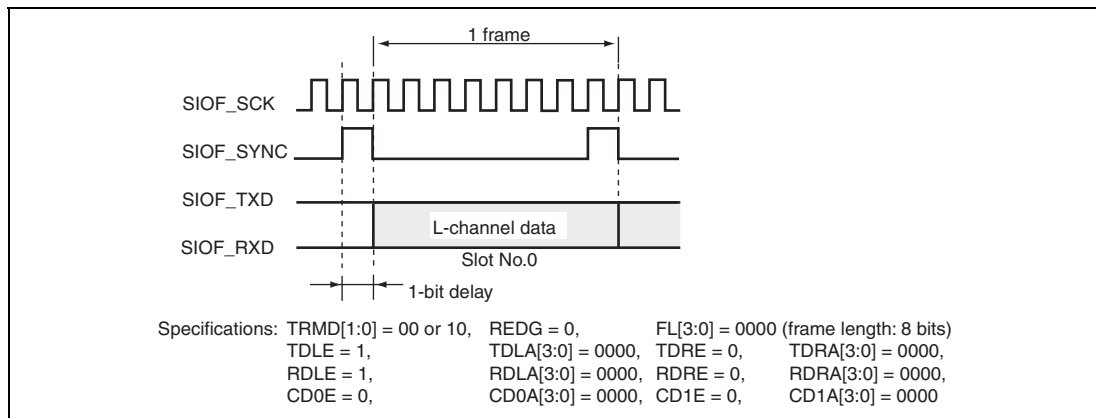 1 frame
SIOF_SCK
SIOF_SYNC
SIOF_TXD
L-channel data
SIOF_RXD
Slot No.0
1-bit delay
Specifications: TRMD[1:0] = 00 or 10, REDG = 0, FL[3:0] = 0000 (frame length: 8 bits)
TDLE = 1, TDLA[3:0] = 0000, TDRE = 0, TDRA[3:0] = 0000,
RDLE = 1, RDLA[3:0] = 0000, RDRE = 0, RDRA[3:0] = 0000,
CD0E = 0, CD0A[3:0] = 0000, CD1E = 0, CD1A[3:0] = 0000